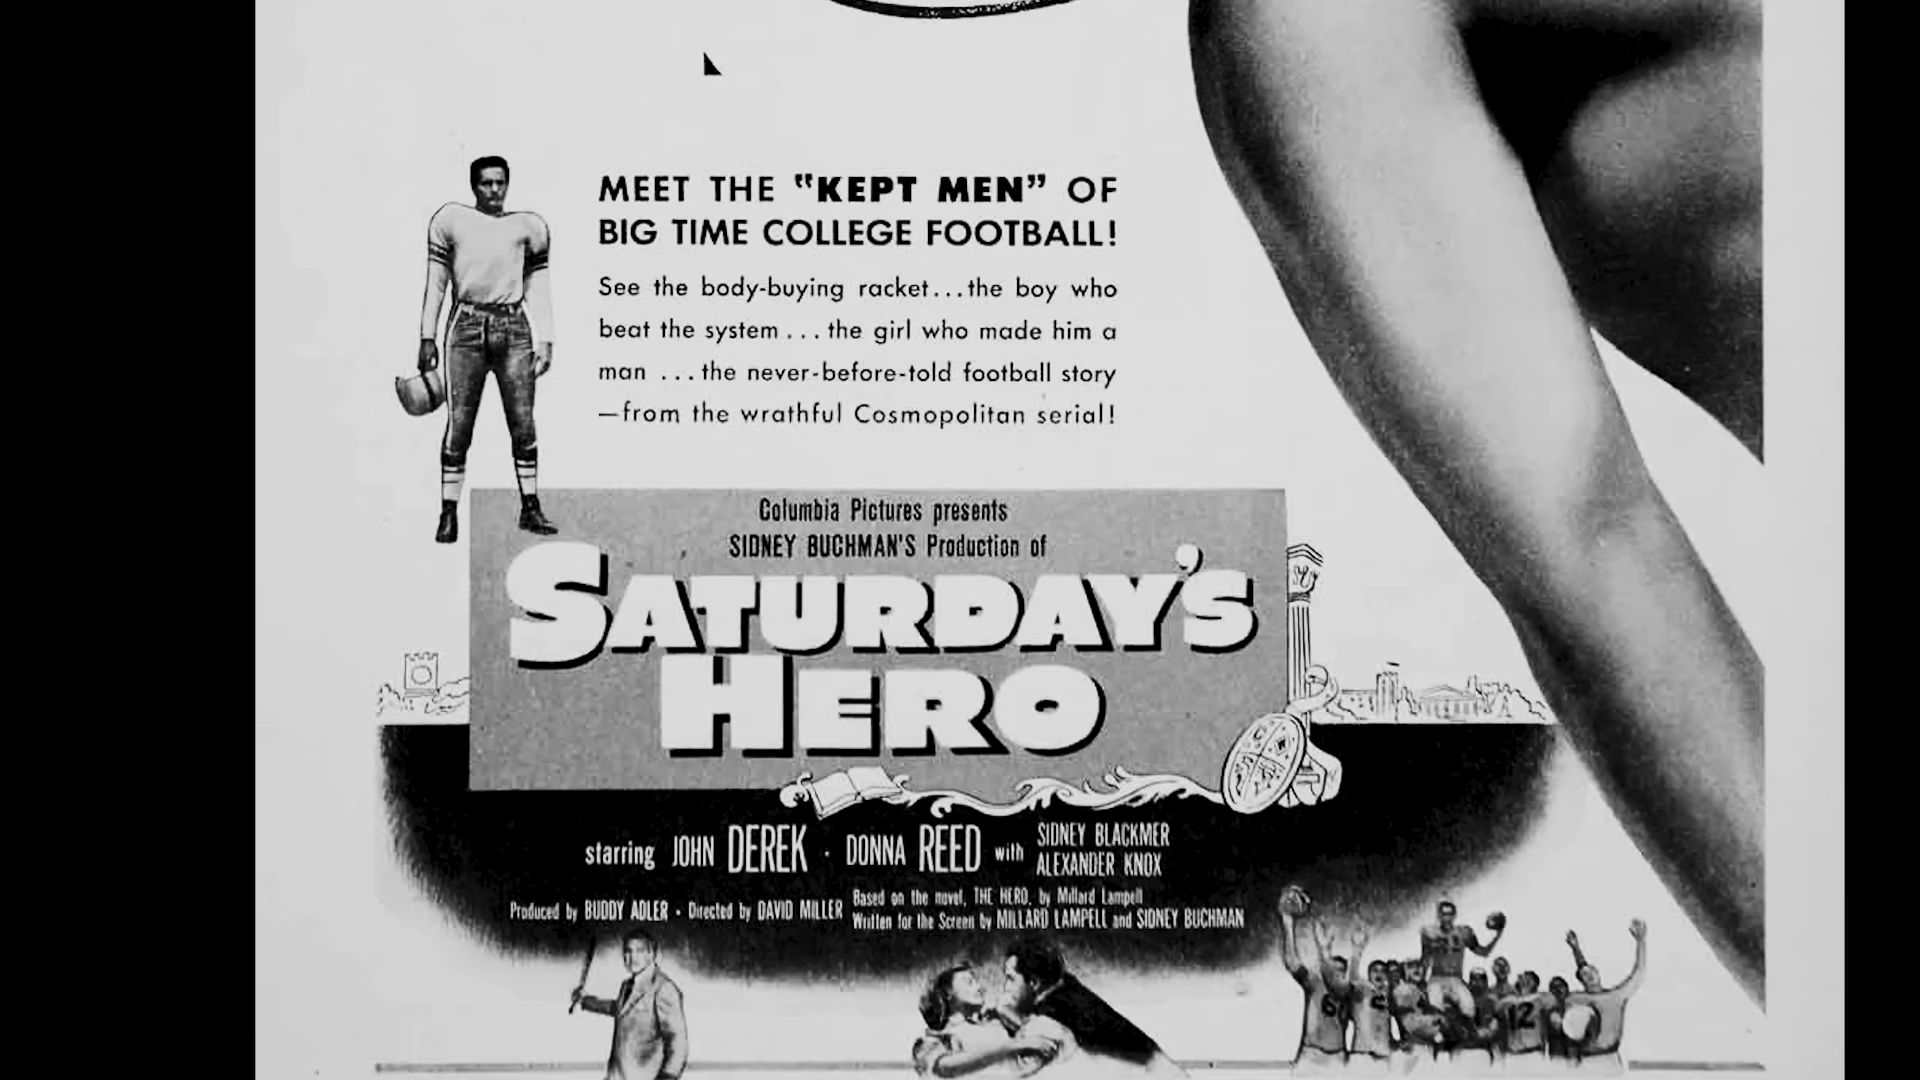 MEET THE "KEPT MEN" OF
BIG TIME COLLEGE FOOTBALL!
See the body-buying racket...the boy who
beat the system...the girl who made him a
man ...the never-before-told football story
—from the wrathful Cosmopolitan serial!
Columbia Pictures presents
SIDNEY BUCHMAN'S Production of
SATURDAY'S
HERO
SU
starring JOHN DEREK · DONNA REED with SIDNEY BLACKMER
ALEXANDER KNOX
Produced by BUDDY ADLER · Directed by DAVID MILLER
Based on the novel, THE HERO, by Millard Lampell
Written for the Screen by MILLARD LAMPELL and SIDNEY BUCHMAN
12